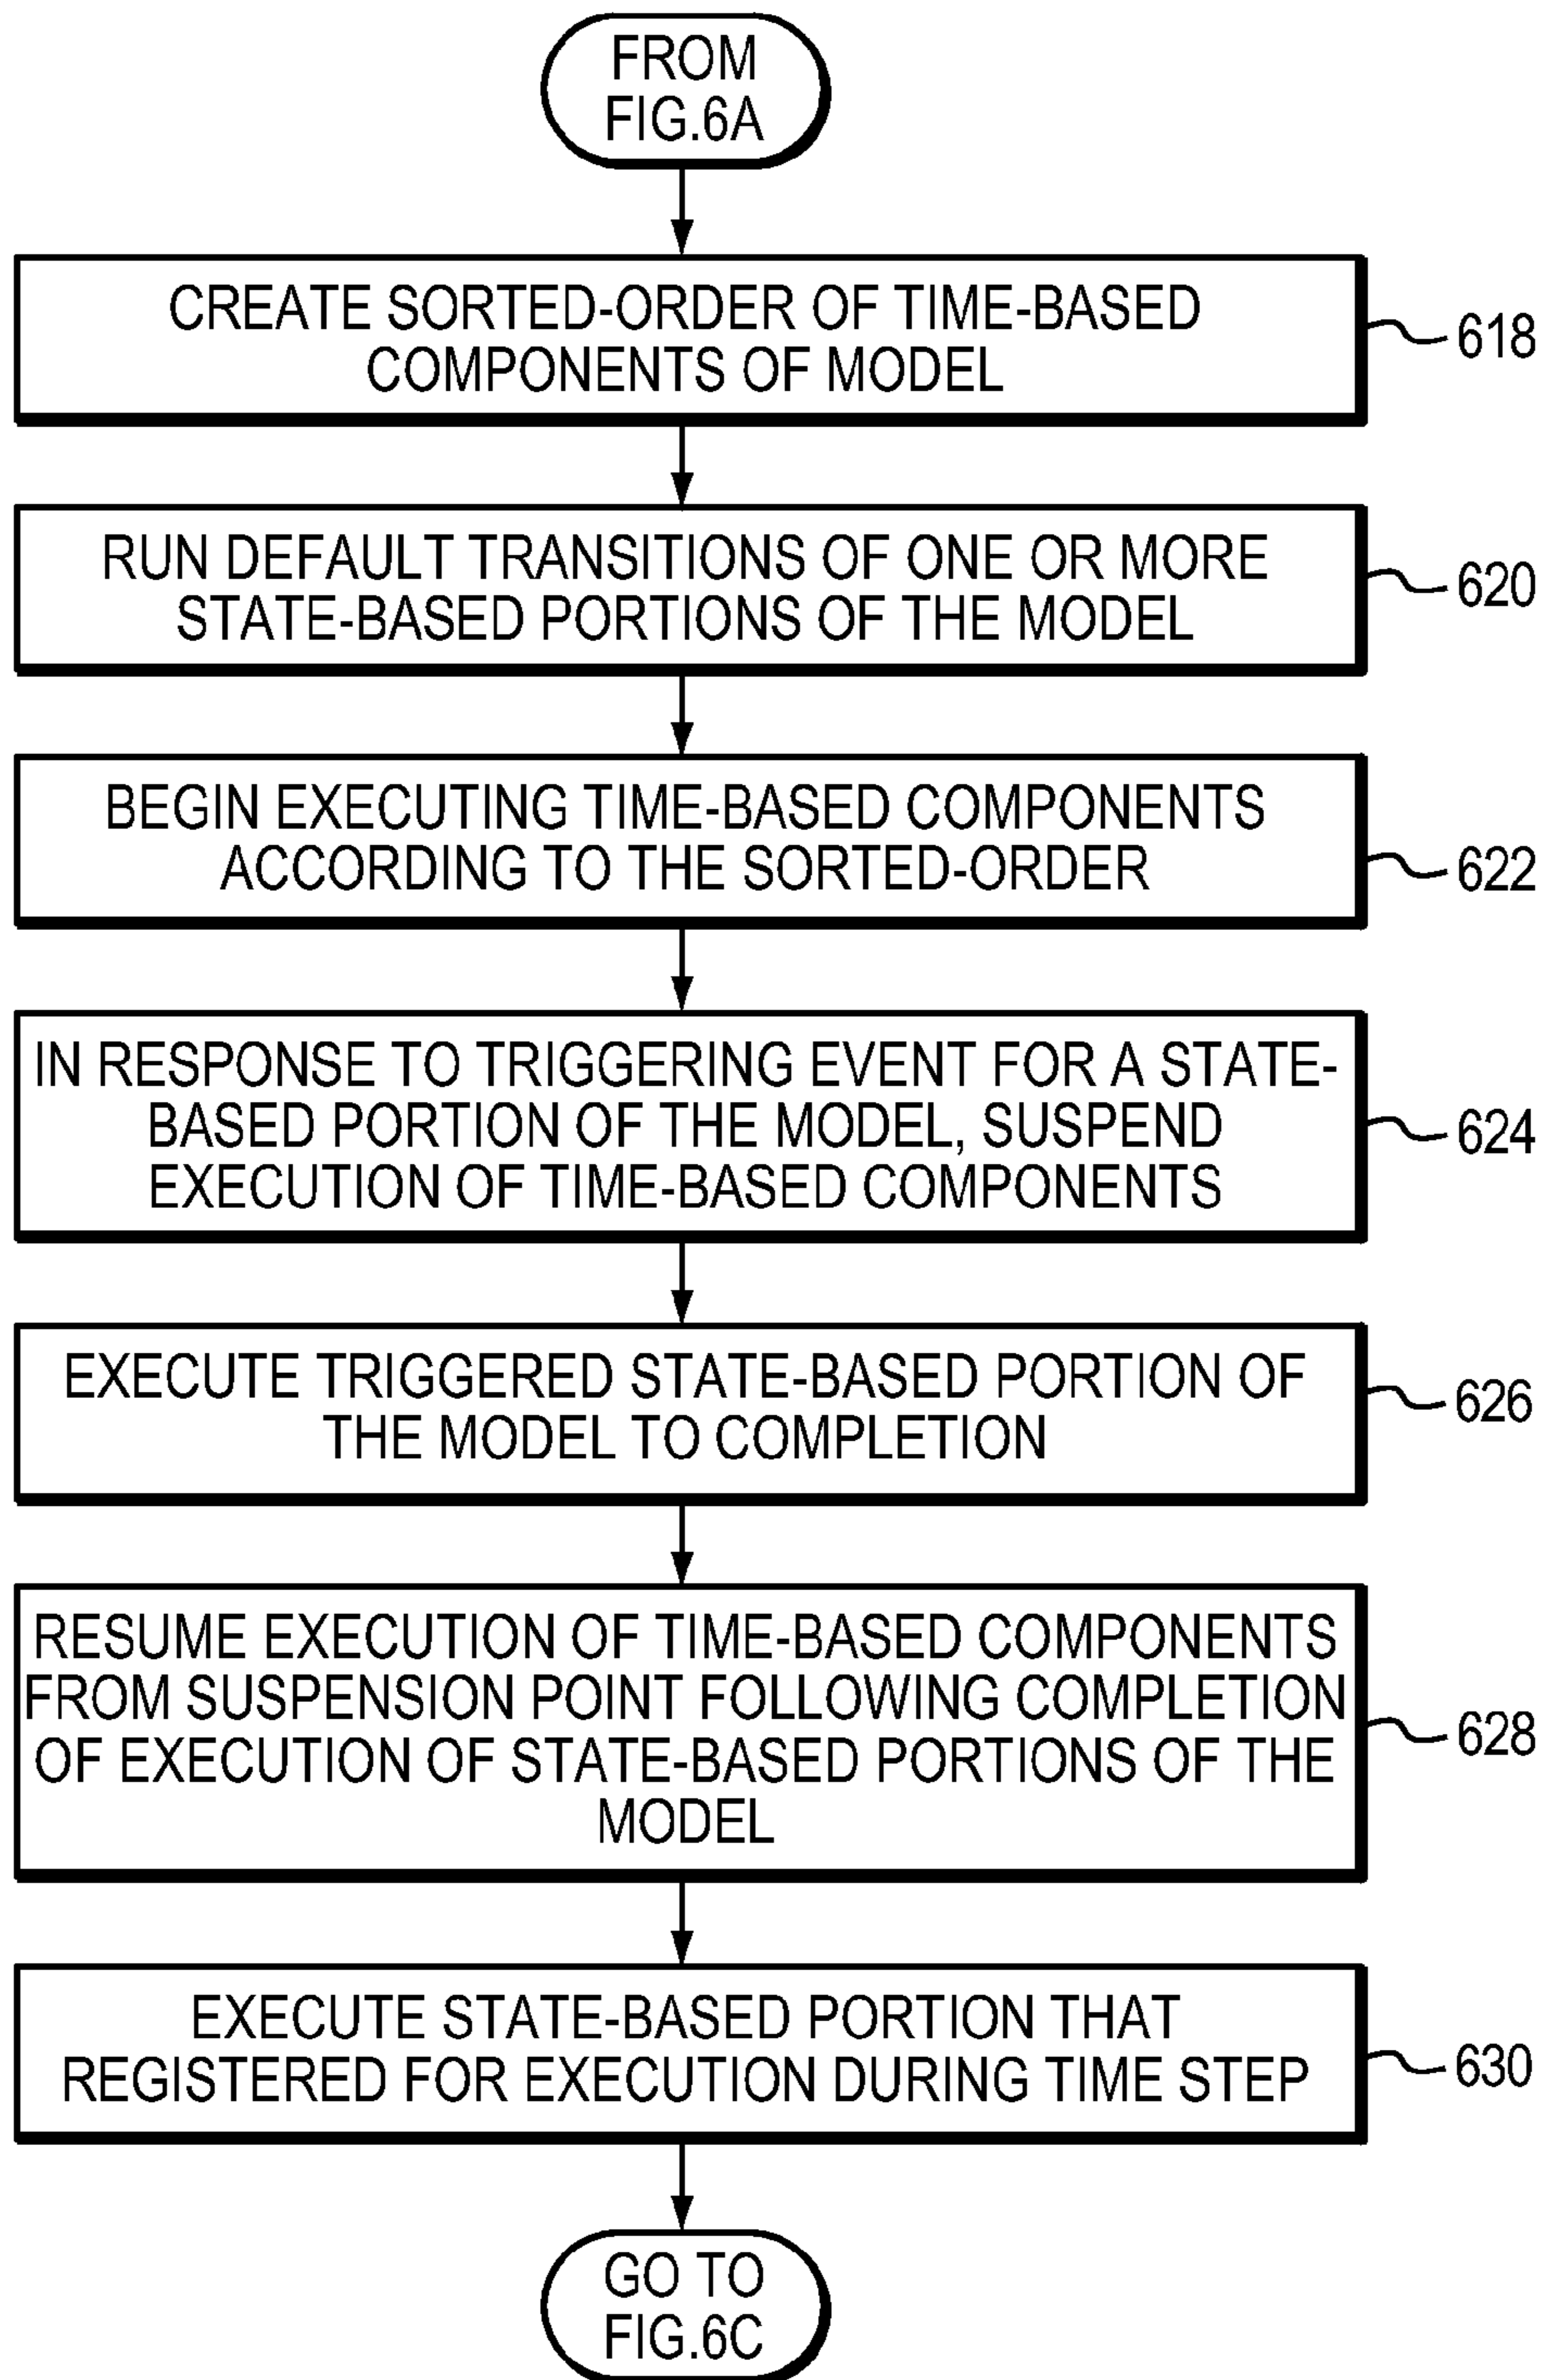 FROM
FIG.6A
CREATE SORTED-ORDER OF TIME-BASED
COMPONENTS OF MODEL
618
RUN DEFAULT TRANSITIONS OF ONE OR MORE
STATE-BASED PORTIONS OF THE MODEL
620
BEGIN EXECUTING TIME-BASED COMPONENTS
ACCORDING TO THE SORTED-ORDER
622
IN RESPONSE TO TRIGGERING EVENT FOR A STATE-
BASED PORTION OF THE MODEL, SUSPEND
EXECUTION OF TIME-BASED COMPONENTS
624
EXECUTE TRIGGERED STATE-BASED PORTION OF
THE MODEL TO COMPLETION
626
RESUME EXECUTION OF TIME-BASED COMPONENTS
FROM SUSPENSION POINT FOLLOWING COMPLETION
OF EXECUTION OF STATE-BASED PORTIONS OF THE
MODEL
628
EXECUTE STATE-BASED PORTION THAT
REGISTERED FOR EXECUTION DURING TIME STEP
630
GO TO
FIG.6C